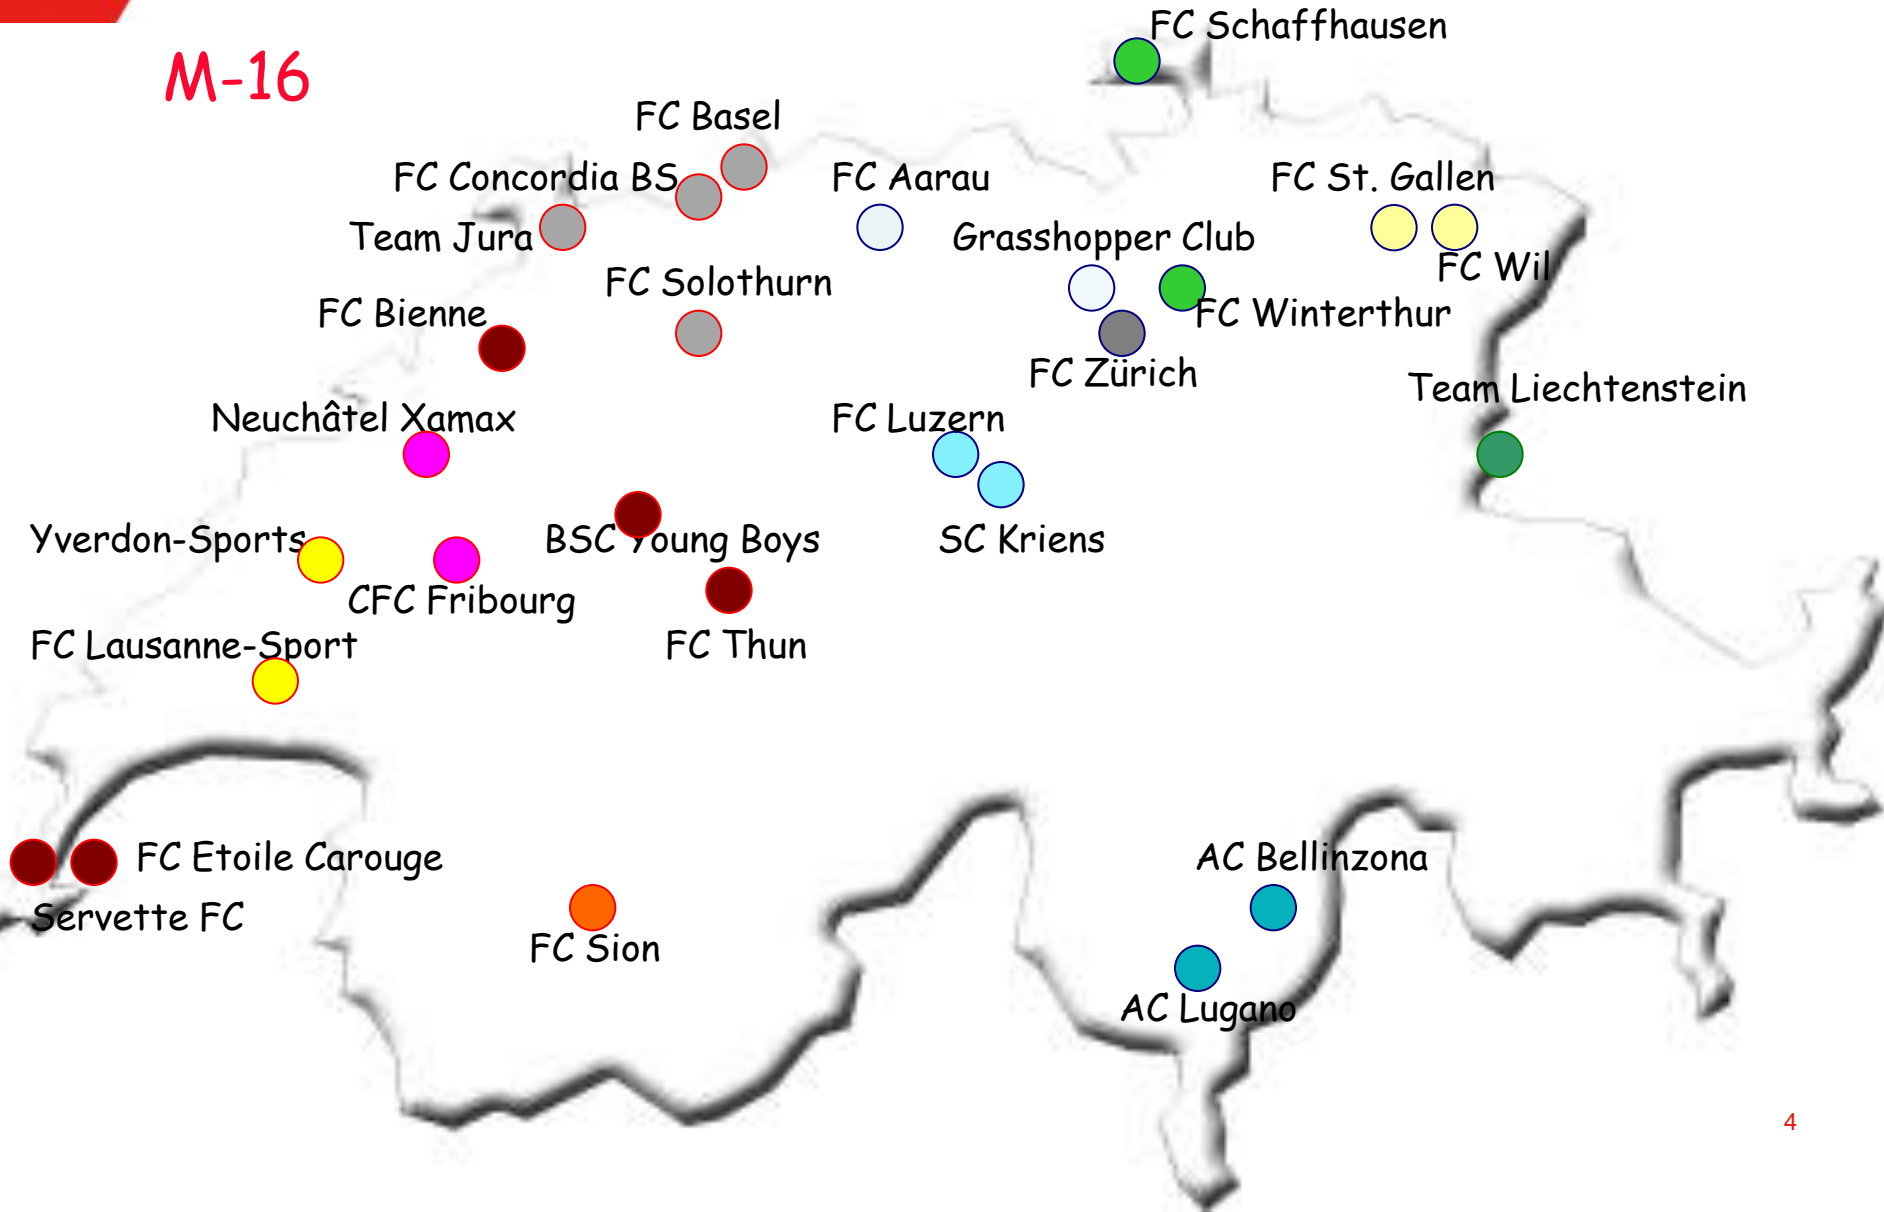 FC Schaffhausen
M-16
FC Basel
FC Concordia BS
FC Aarau
FC St. Gallen
Team Jura
Grasshopper Club
FC Wil
FC Solothurn
FC Bienne
FC Winterthur
FC Zürich
Team Liechtenstein
Neuchâtel Xamax
FC Luzern
Yverdon-Sports
BSC Young Boys
SC Kriens
CFC Fribourg
FC Lausanne-Sport
FC Thun
FC Etoile Carouge
AC Bellinzona
Servette FC
FC Sion
AC Lugano
4